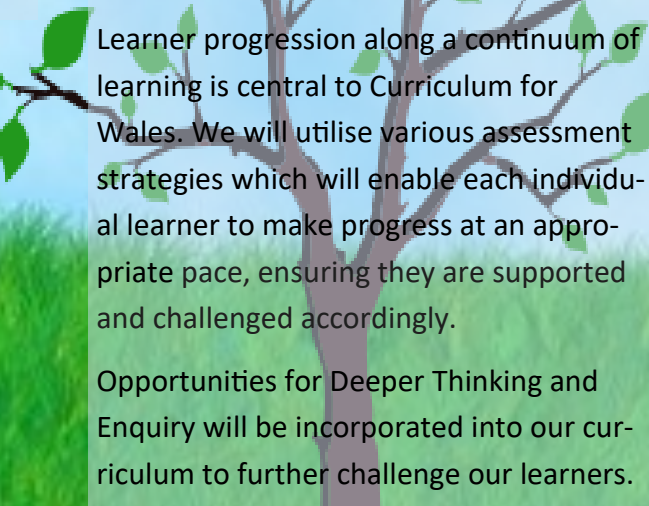 Learner progression along a continuum of
learning is central to Curriculum for
Wales. We will utilise various assessment
strategies which will enable each individu-
al learner to make progress at an appro-
priate pace, ensuring they are supported
and challenged accordingly.
Opportunities for Deeper Thinking and
Enquiry will be incorporated into our cur-
riculum to further challenge our learners.